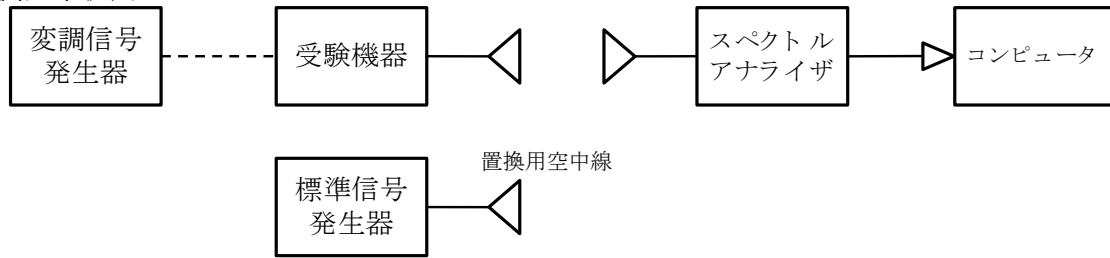 変調信号
発生器
受験機器
スペクトル
アナライザ
コンピュータ
置換用空中線
標準信号
発生器